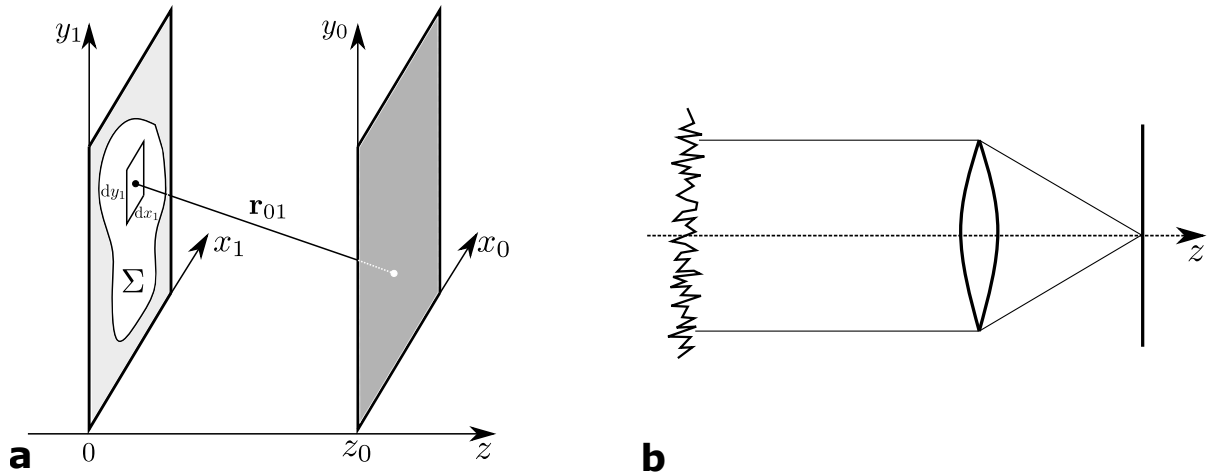 y₁
y₀
dy₁
dx₁
r₀₁
x₁
x₀
Σ
z
a
0
z₀
z
b